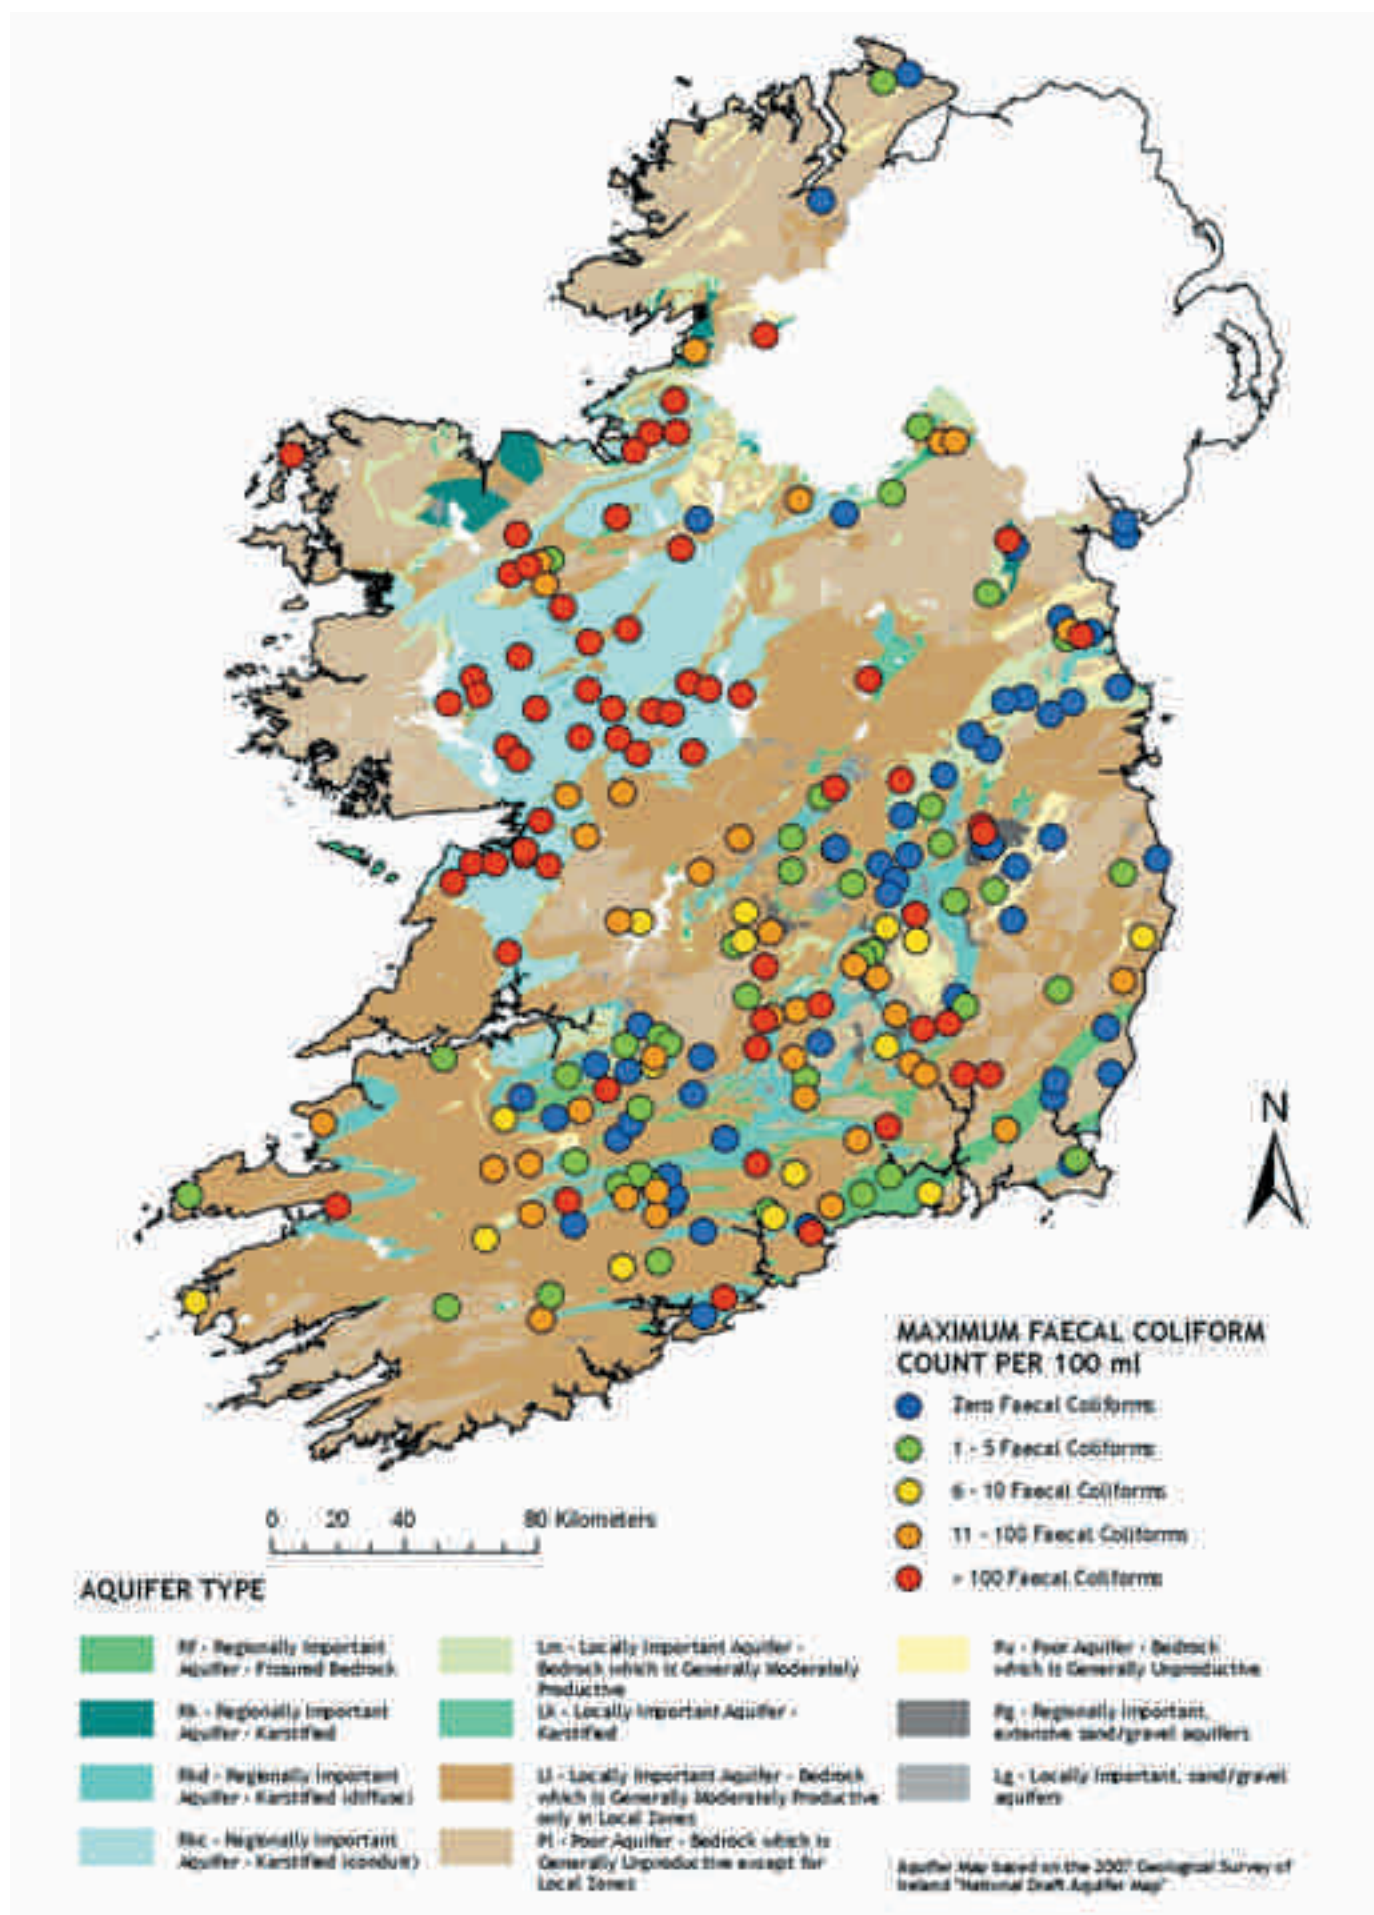 N
MAXIMUM FAECAL COLIFORM
COUNT PER 100 ml
Zero Faecal Coliforms
1 - 5 Faecal Coliforms
6 - 10 Faecal Coliforms
11 - 100 Faecal Coliforms
> 100 Faecal Coliforms
0 20 40 80 Kilometers
AQUIFER TYPE
Rf - Regionally Important
Aquifer - Fissured Bedrock
Rk - Regionally Important
Aquifer - Karstified
Rkd - Regionally Important
Aquifer - Karstified (diffuse)
Rkc - Regionally Important
Aquifer - Karstified (conduit)
Lm - Locally Important Aquifer -
Bedrock which is Generally Moderately
Productive
Lk - Locally Important Aquifer -
Karstified
Ll - Locally Important Aquifer - Bedrock
which is Generally Moderately Productive
only in Local Zones
Pl - Poor Aquifer - Bedrock which is
Generally Unproductive except for
Local Zones
Pu - Poor Aquifer - Bedrock
which is Generally Unproductive
Rg - Regionally important,
extensive sand/gravel aquifers
Lg - Locally important, sand/gravel
aquifers
Aquifer Map based on the 2007 Geological Survey of
Ireland "National Draft Aquifer Map"